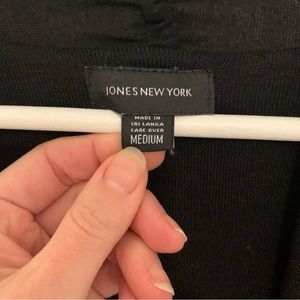 JONES NEW YORK
MADE IN
SRI LANKA
CARE OVER
MEDIUM